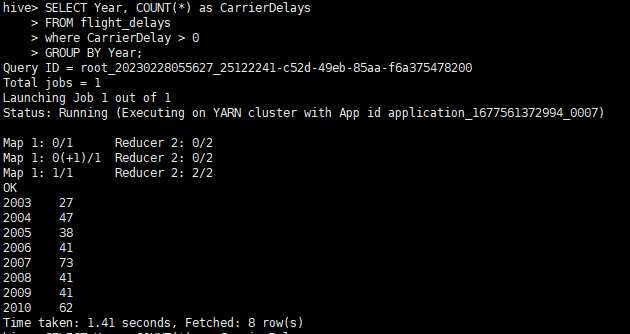 hive> SELECT Year, COUNT(*) as CarrierDelays
    > FROM flight_delays
    > where CarrierDelay > 0
    > GROUP BY Year;
Query ID = root_20230228055627_25122241-c52d-49eb-85aa-f6a375478200
Total jobs = 1
Launching Job 1 out of 1
Status: Running (Executing on YARN cluster with App id application_1677561372994_0007)

Map 1: 0/1      Reducer 2: 0/2
Map 1: 0(+1)/1  Reducer 2: 0/2
Map 1: 1/1      Reducer 2: 2/2
OK
2003    27
2004    47
2005    38
2006    41
2007    73
2008    41
2009    41
2010    62
Time taken: 1.41 seconds, Fetched: 8 row(s)